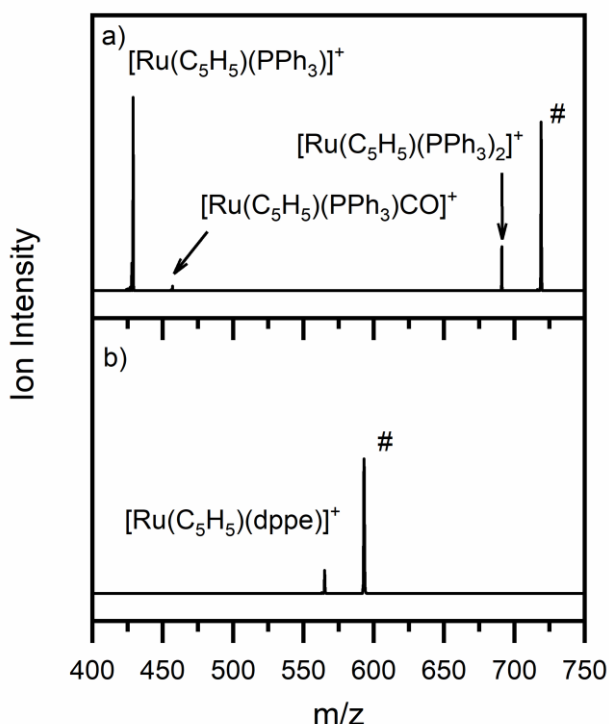 a)
[Ru(C₅H₅)(PPh₃)]⁺
#
[Ru(C₅H₅)(PPh₃)₂]⁺
[Ru(C₅H₅)(PPh₃)CO]⁺
Ion Intensity
b)
#
[Ru(C₅H₅)(dppe)]⁺
400 450 500 550 600 650 700 750
m/z